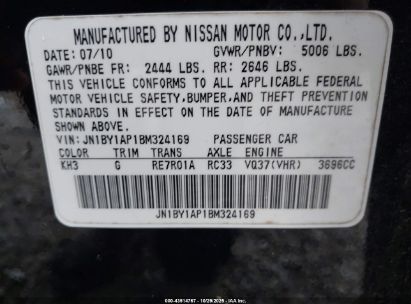 MANUFACTURED BY NISSAN MOTOR CO.,LTD.
DATE: 07/10 GVWR/PNBV: 5006 LBS.
GAWR/PNBE FR: 2444 LBS. RR: 2646 LBS.
THIS VEHICLE CONFORMS TO ALL APPLICABLE FEDERAL
MOTOR VEHICLE SAFETY,BUMPER,AND THEFT PREVENTION
STANDARDS IN EFFECT ON THE DATE OF MANUFACTURE
SHOWN ABOVE.
VIN: JN1BY1AP1BM324169 PASSENGER CAR
COLOR TRIM TRANS AXLE ENGINE
KH3 G RE7R01A RC33 VQ37(VHR) 3696CC
JN1BY1AP1BM324169